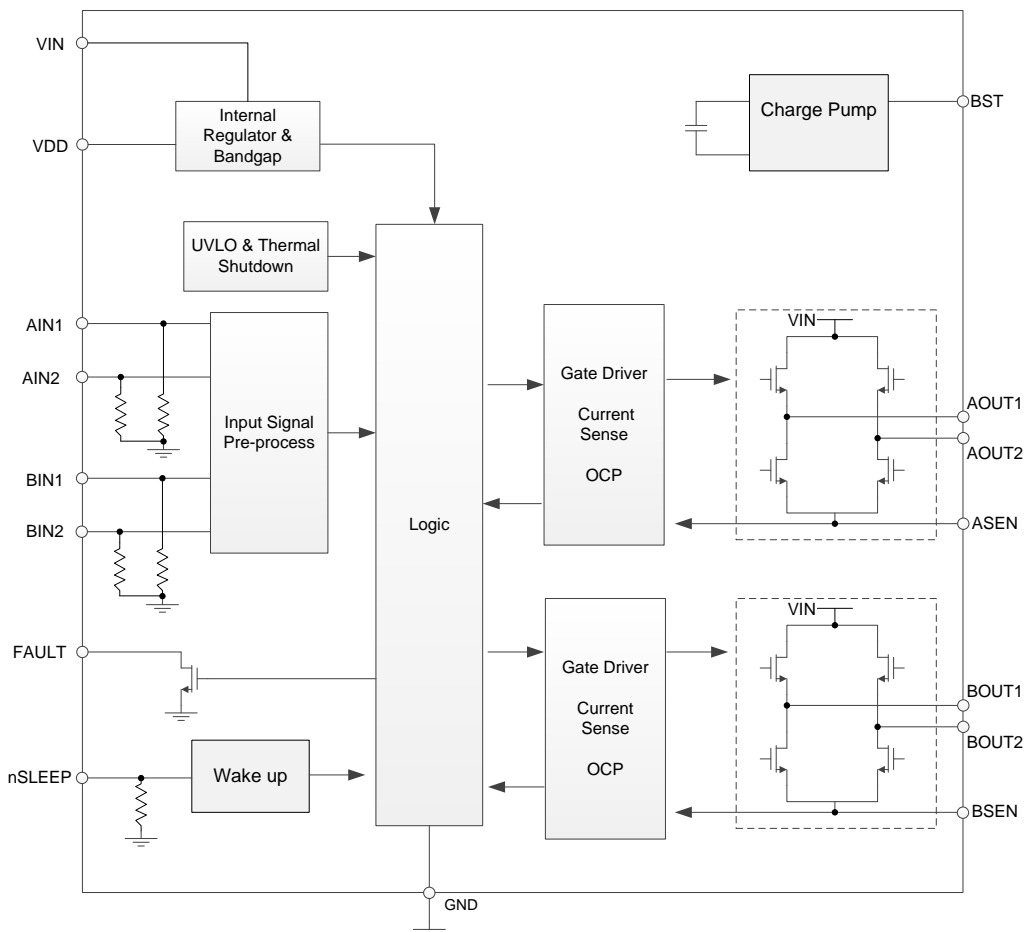 VIN
Internal
Regulator &
Bandgap
VDD
Charge Pump
BST
UVLO & Thermal
Shutdown
AIN1
AIN2
Input Signal
Pre-process
BIN1
BIN2
Logic
Gate Driver
Current
Sense
OCP
VIN
AOUT1
AOUT2
ASEN
FAULT
nSLEEP
Wake up
Gate Driver
Current
Sense
OCP
VIN
BOUT1
BOUT2
BSEN
GND